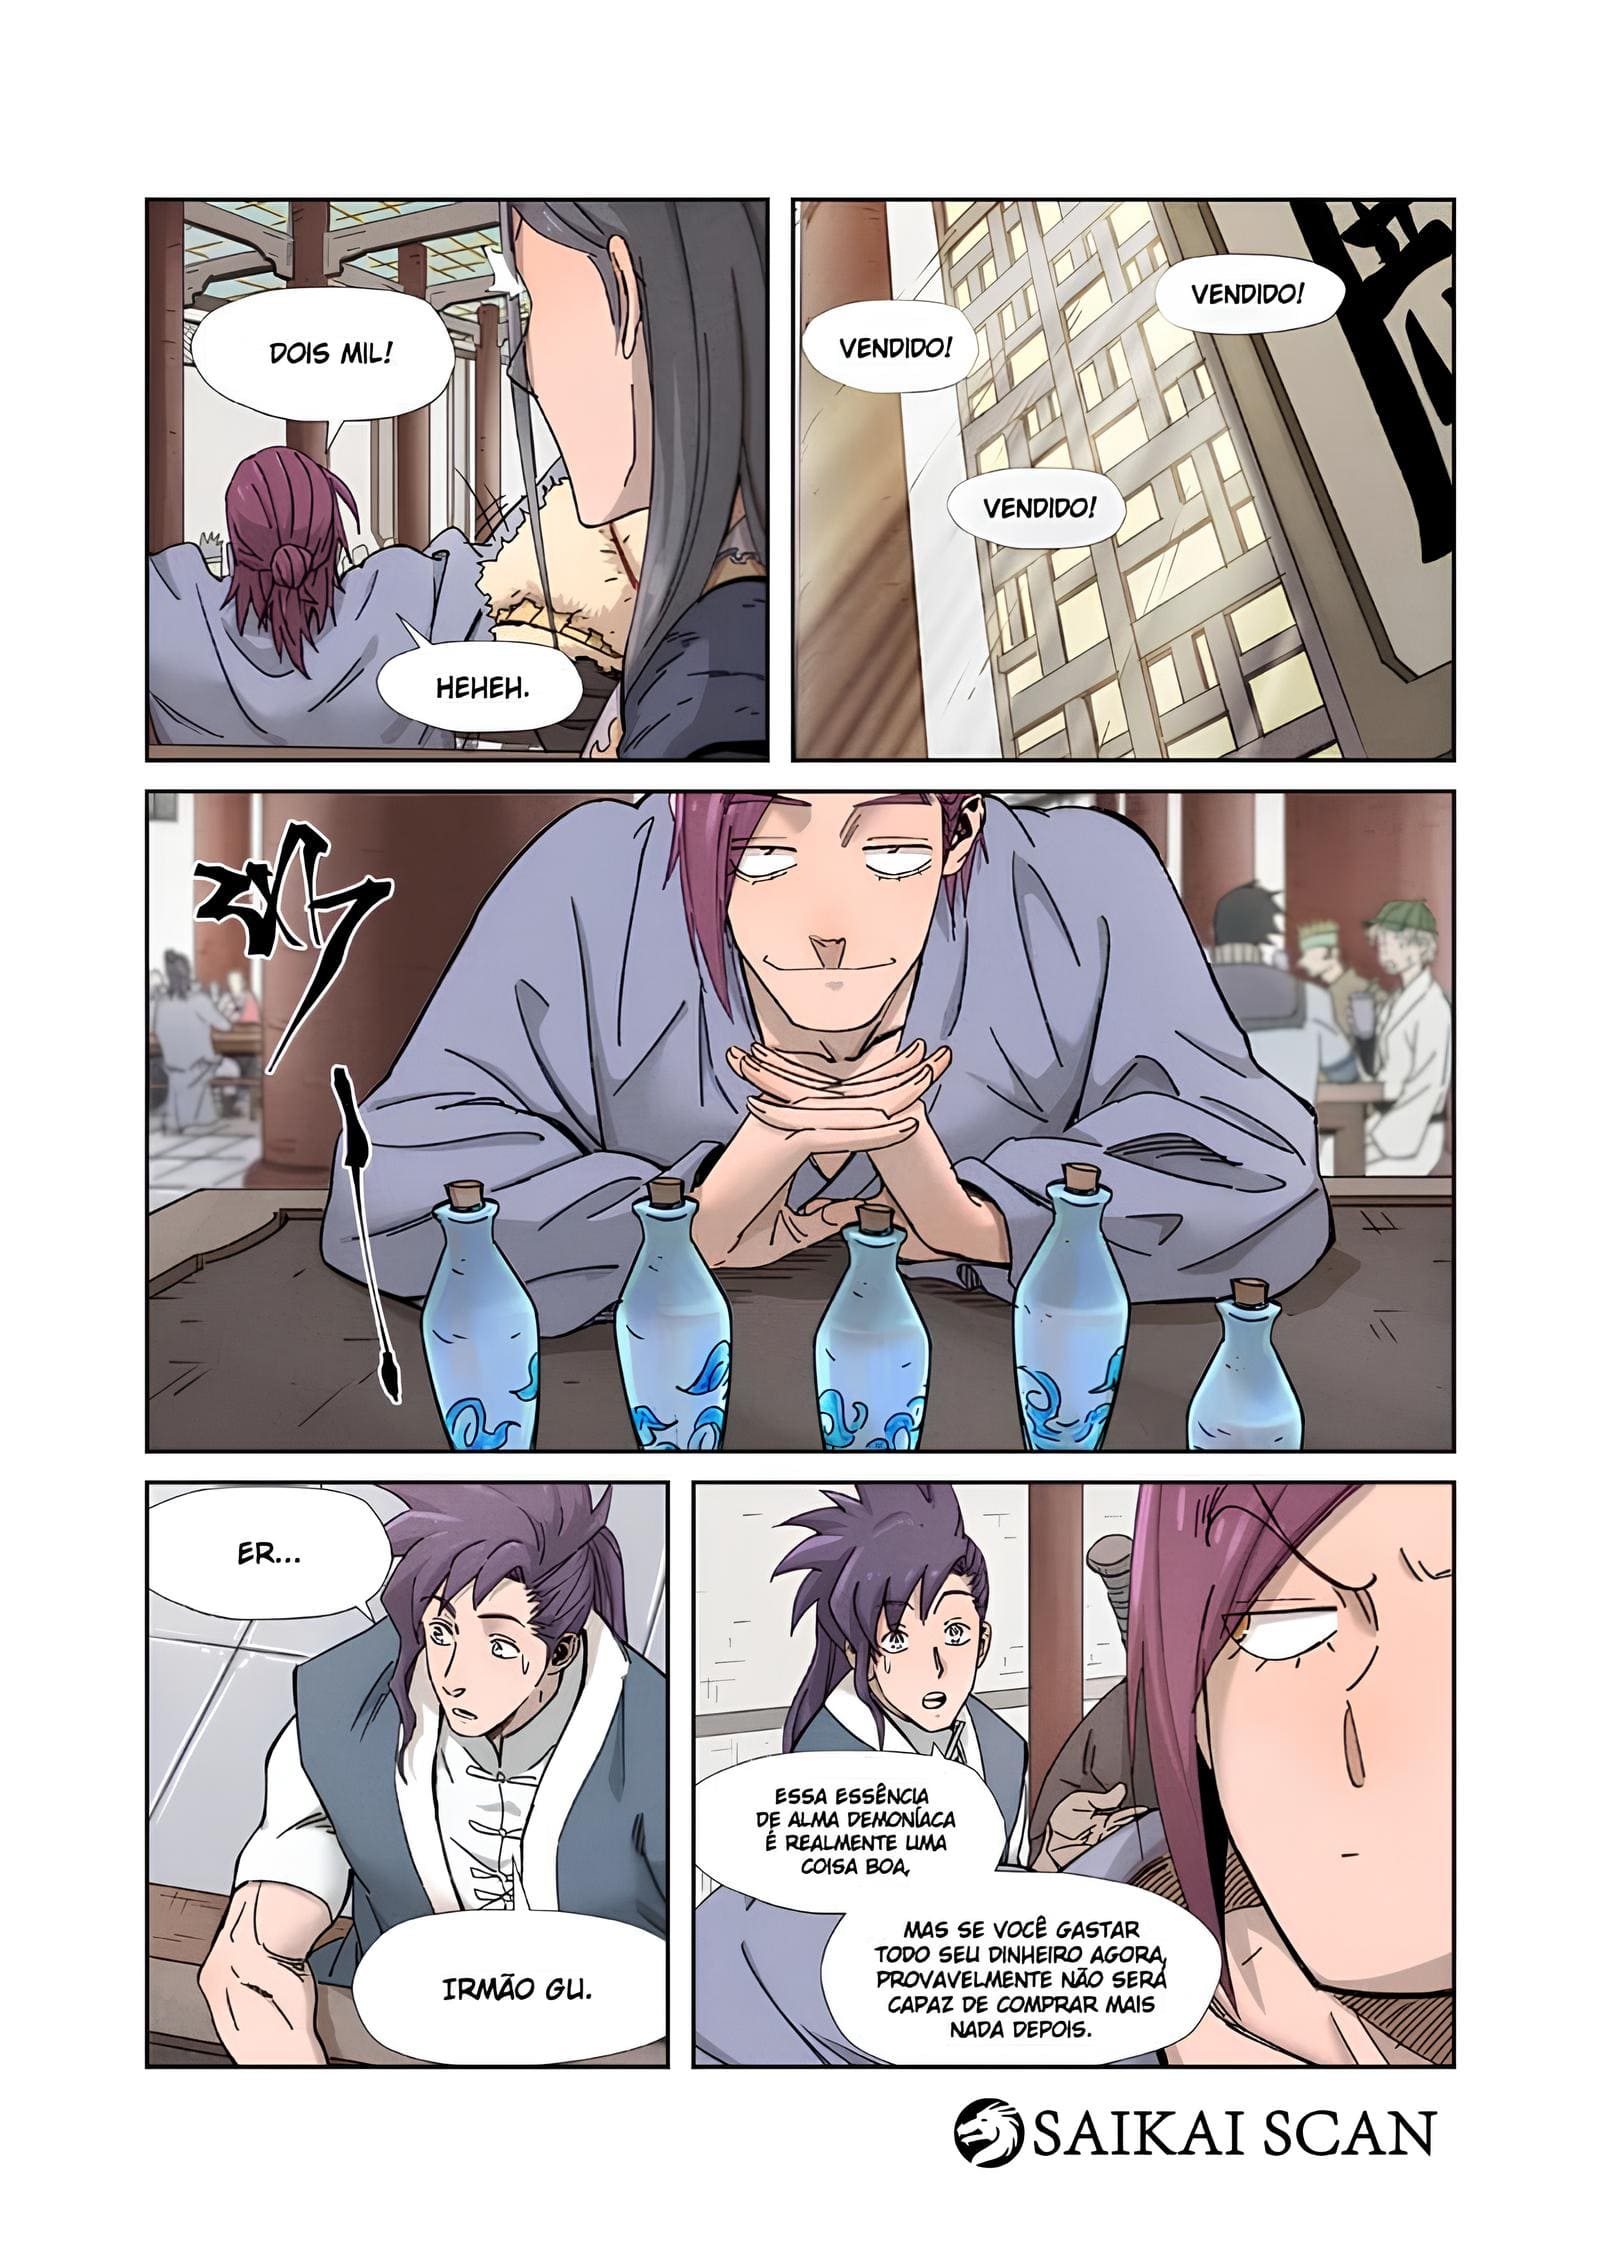 DOIS MIL!
HEHEH.
VENDIDO!
VENDIDO!
VENDIDO!
ER...
IRMÃO GU.
ESSA ESSÊNCIA
DE ALMA DEMONÍACA
É REALMENTE UMA
COISA BOA,
MAS SE VOCÊ GASTAR
TODO SEU DINHEIRO AGORA,
PROVAVELMENTE NÃO SERÁ
CAPAZ DE COMPRAR MAIS
NADA DEPOIS.
SAIKAI SCAN